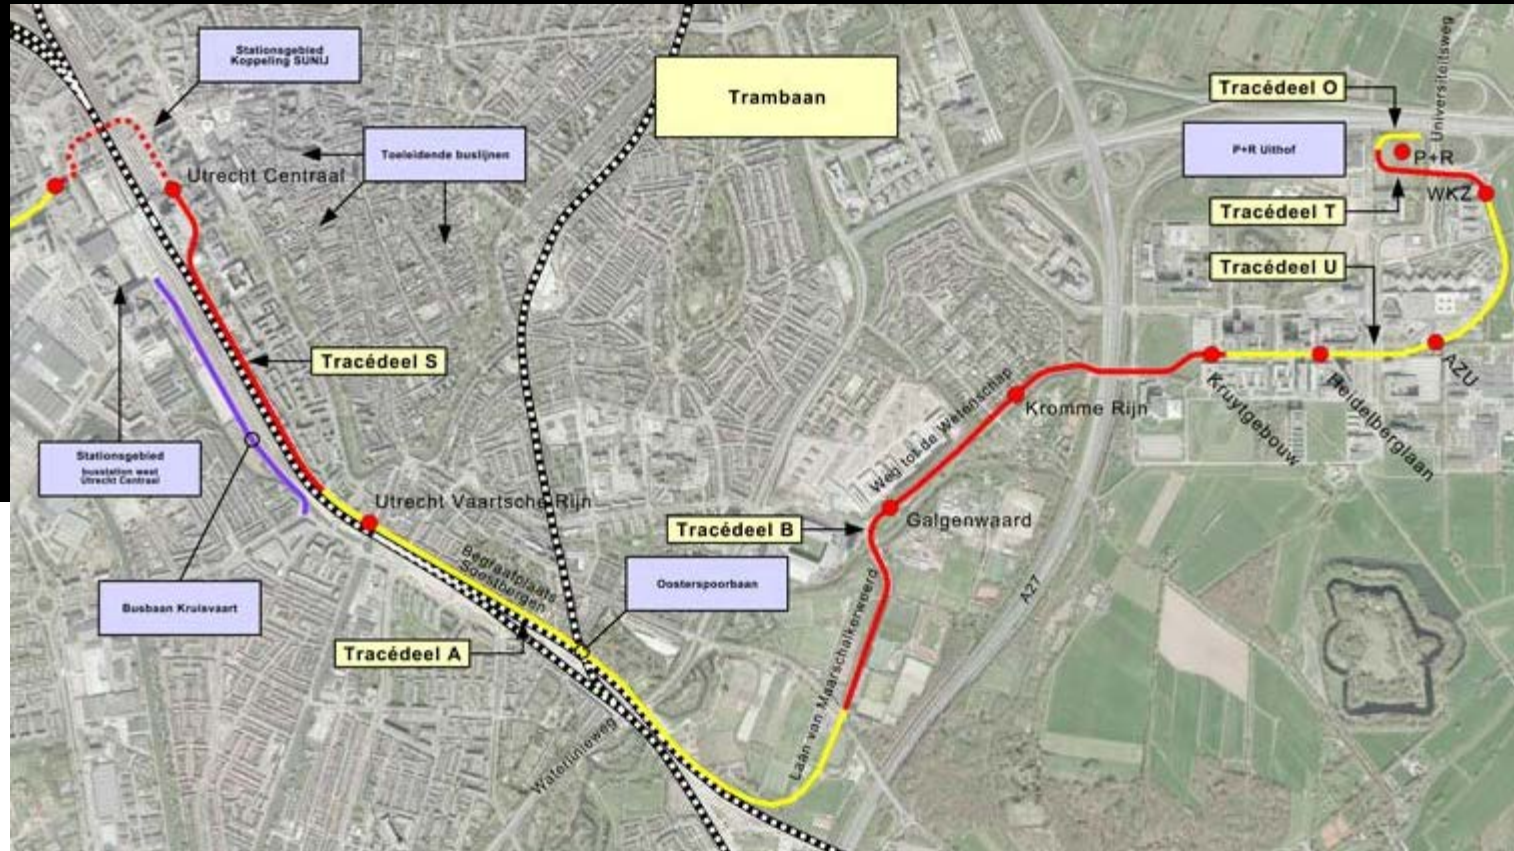 Stationsgebied
Koppeling SUNIJ
Trambaan
Tracédeel O
Universiteitsweg
Toeleidende buslijnen
P+R Uithof
P+R
Utrecht Centraal
WKZ
Tracédeel T
Tracédeel U
Tracédeel S
Kruytgebouw
Heidelberglaan
AZU
Weg tot de Wetenschap
Kromme Rijn
Stationsgebied
busstation west
Utrecht Centraal
Utrecht Vaartsche Rijn
Tracédeel B
Galgenwaard
Begraafplaats
Soestbergen
Oosterspoorbaan
A27
Busbaan Kruisvaart
Tracédeel A
Laan van Maarschalkerweerd
Waterlinieweg